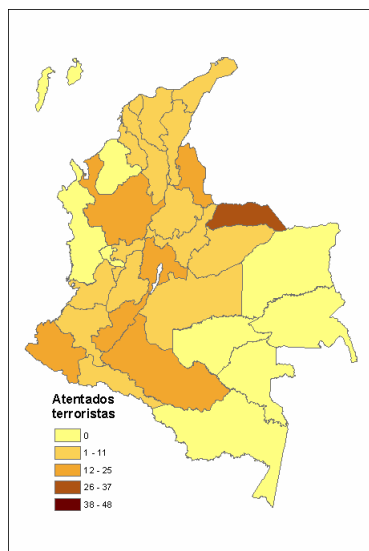 Atentados
terroristas
0
1 - 11
12 - 25
26 - 37
38 - 48